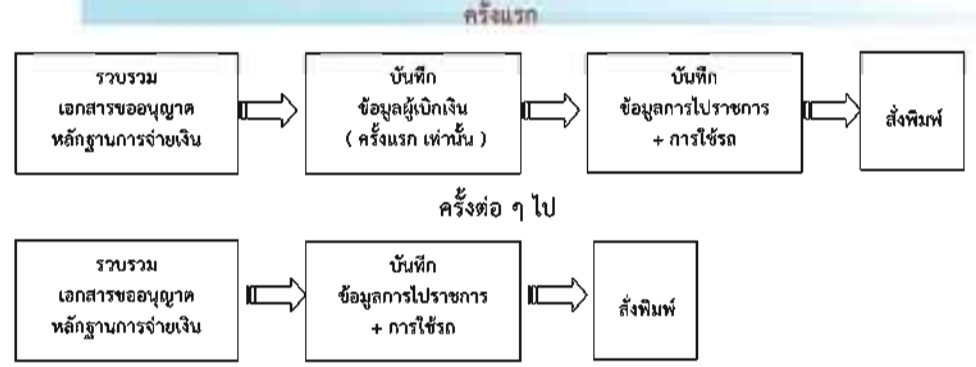 ครั้งแรก
รวบรวม
เอกสารขออนุญาต
หลักฐานการจ่ายเงิน
บันทึก
ข้อมูลผู้เบิกเงิน
( ครั้งแรก เท่านั้น )
บันทึก
ข้อมูลการไปราชการ
+ การใช้รถ
สั่งพิมพ์
ครั้งต่อ ๆ ไป
รวบรวม
เอกสารขออนุญาต
หลักฐานการจ่ายเงิน
บันทึก
ข้อมูลการไปราชการ
+ การใช้รถ
สั่งพิมพ์